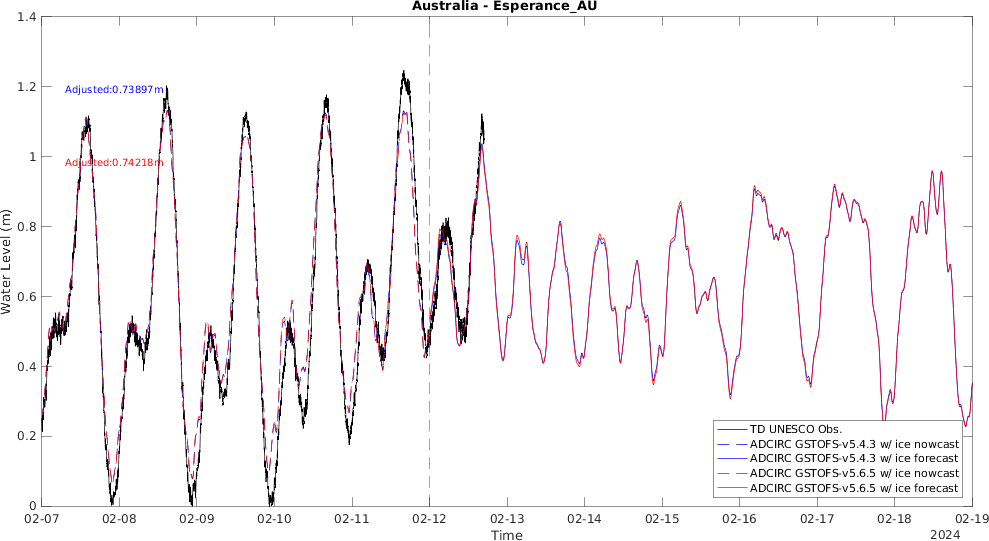 Australia - Esperance_AU
Water Level (m)
1.4
1.2
1
0.8
0.6
0.4
0.2
0
Adjusted:0.73897m
Adjusted:0.74218m
TD UNESCO Obs.
ADCIRC GSTOFS-v5.4.3 w/ ice nowcast
ADCIRC GSTOFS-v5.4.3 w/ ice forecast
ADCIRC GSTOFS-v5.6.5 w/ ice nowcast
ADCIRC GSTOFS-v5.6.5 w/ ice forecast
02-07 02-08 02-09 02-10 02-11 02-12 02-13 02-14 02-15 02-16 02-17 02-18 02-19
Time
2024